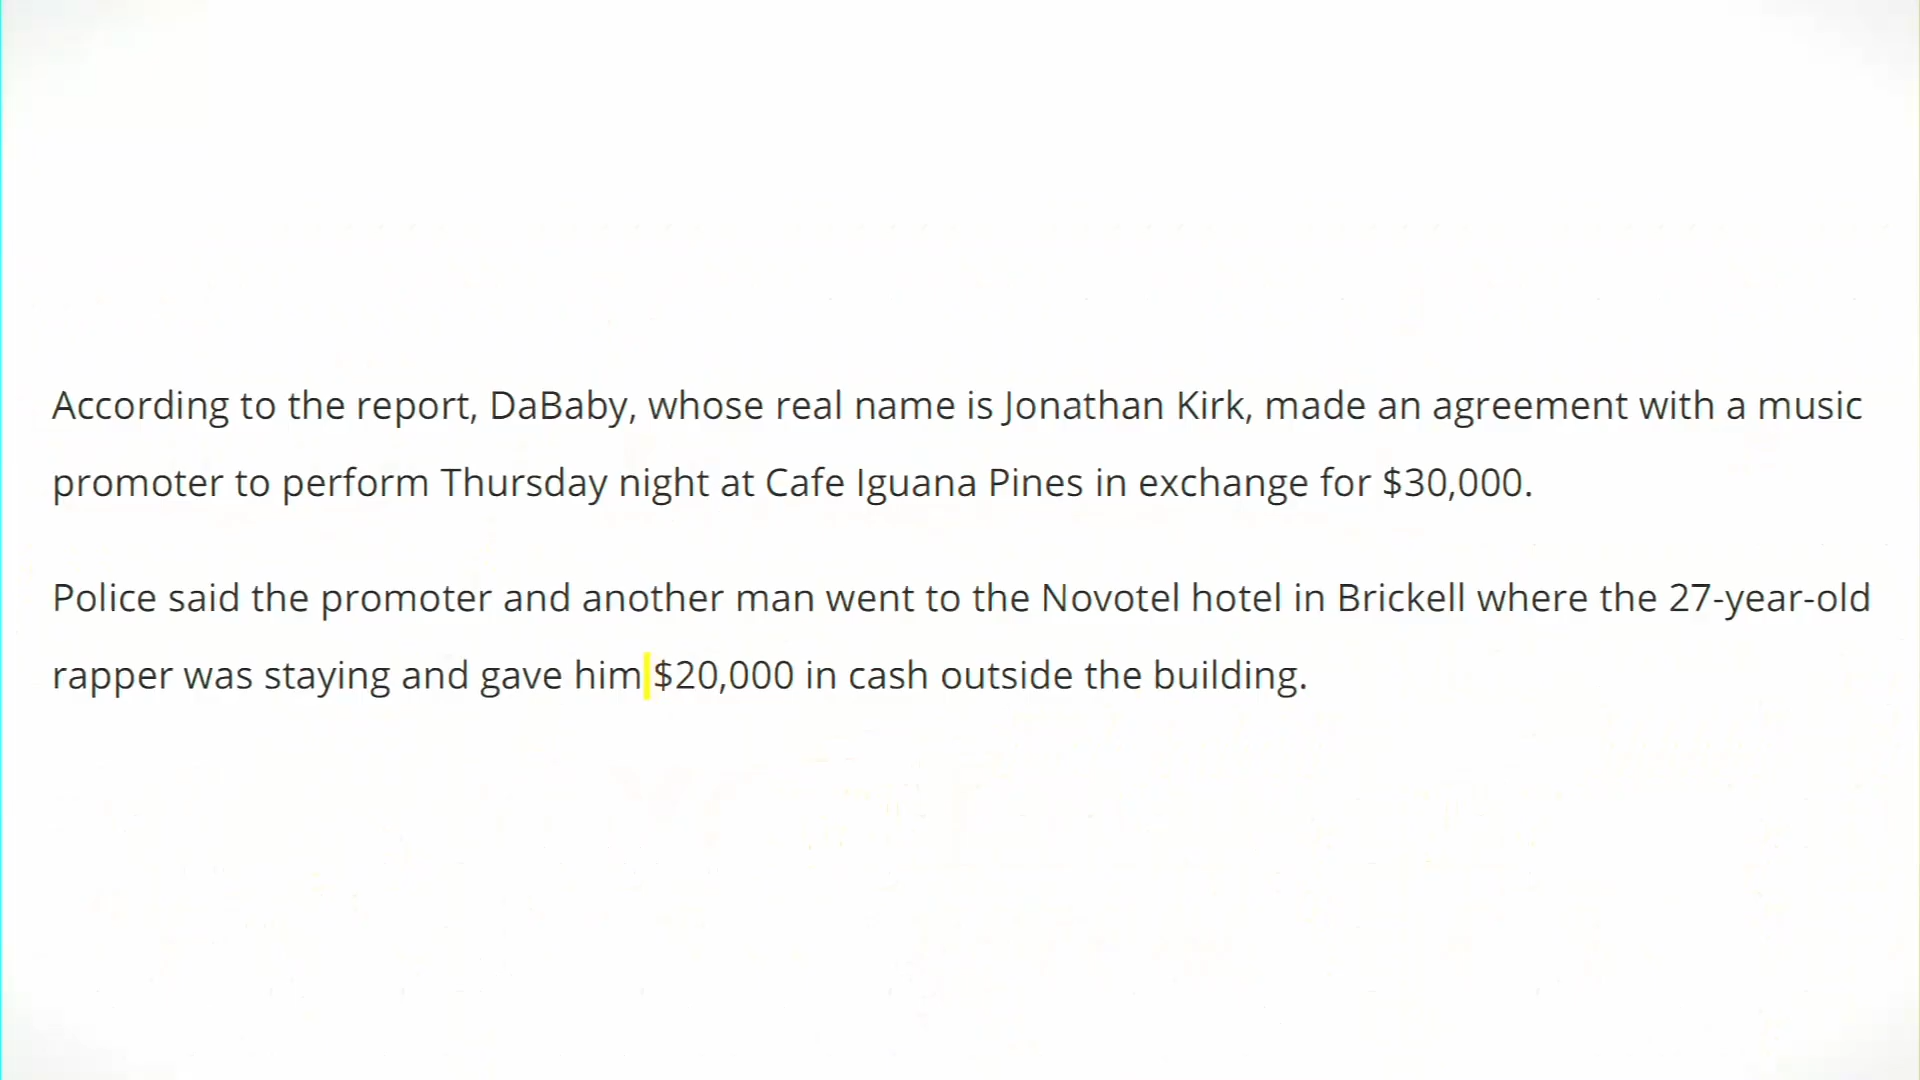 According to the report, DaBaby, whose real name is Jonathan Kirk, made an agreement with a music
promoter to perform Thursday night at Cafe Iguana Pines in exchange for $30,000.
Police said the promoter and another man went to the Novotel hotel in Brickell where the 27-year-old
rapper was staying and gave him $20,000 in cash outside the building.